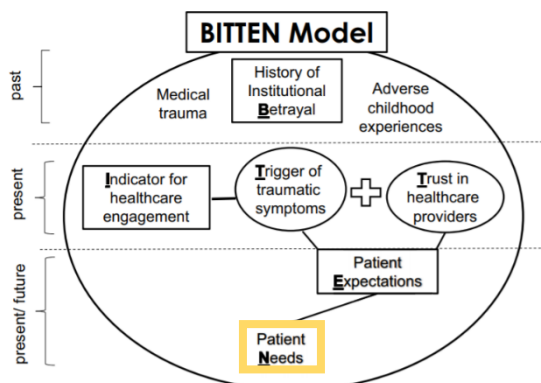 BITTEN Model
past
Medical
trauma
History of
Institutional
Betrayal
Adverse
childhood
experiences
present
Indicator for
healthcare
engagement
Trigger of
traumatic
symptoms
Trust in
healthcare
providers
present/ future
Patient
Expectations
Patient
Needs